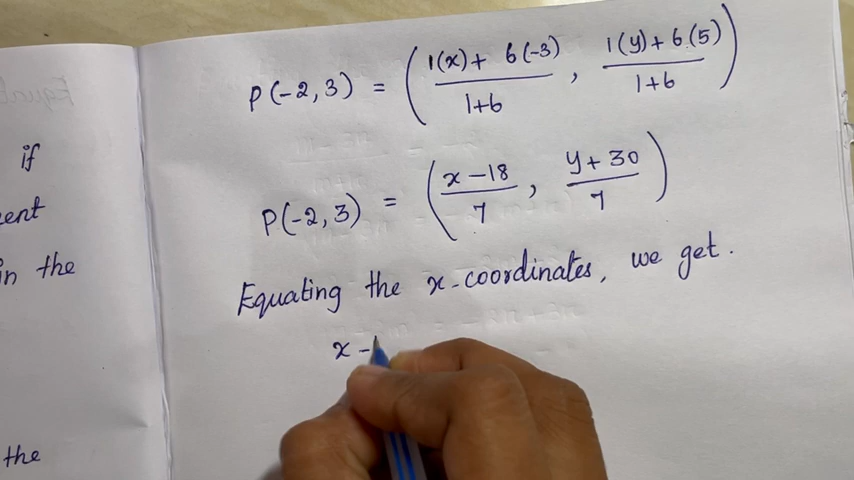 if
in the
the
P(-2, 3) = ( 1(x) + 6(-3) / 1+6 , 1(y) + 6.(5) / 1+6 )
P(-2, 3) = ( x - 18 / 7 , y + 30 / 7 )
Equating the x-coordinates, we get.
x -